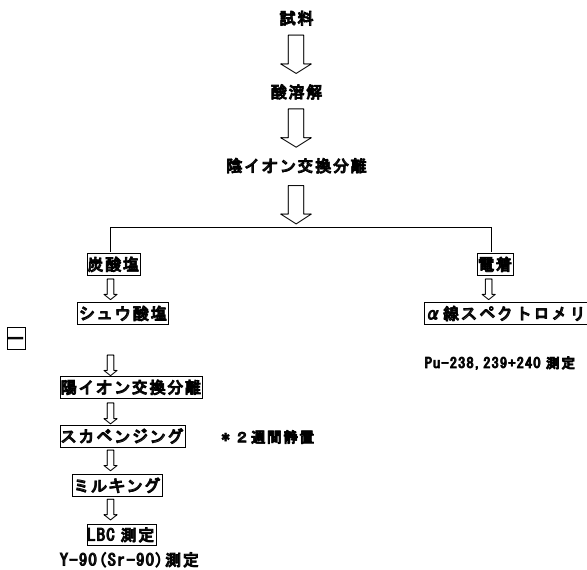 試料
酸溶解
陰イオン交換分離
炭酸塩
電着
シュウ酸塩
α線スペクトロメリ
ー
Pu-238,239+240 測定
陽イオン交換分離
スカベンジング
＊２週間静置
ミルキング
LBC 測定
Y-90(Sr-90)測定